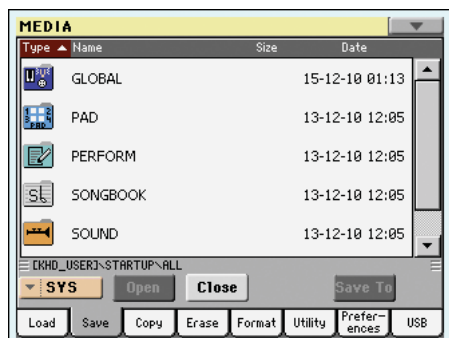 MEDIA
Type Name Size Date
GLOBAL 15-12-10 01:13
PAD 13-12-10 12:05
PERFORM 13-12-10 12:05
SONGBOOK 13-12-10 12:05
SOUND 13-12-10 12:05
[KHD_USER]\STARTUP\ALL
SYS Open Close Save To
Load Save Copy Erase Format Utility Prefer-
ences USB